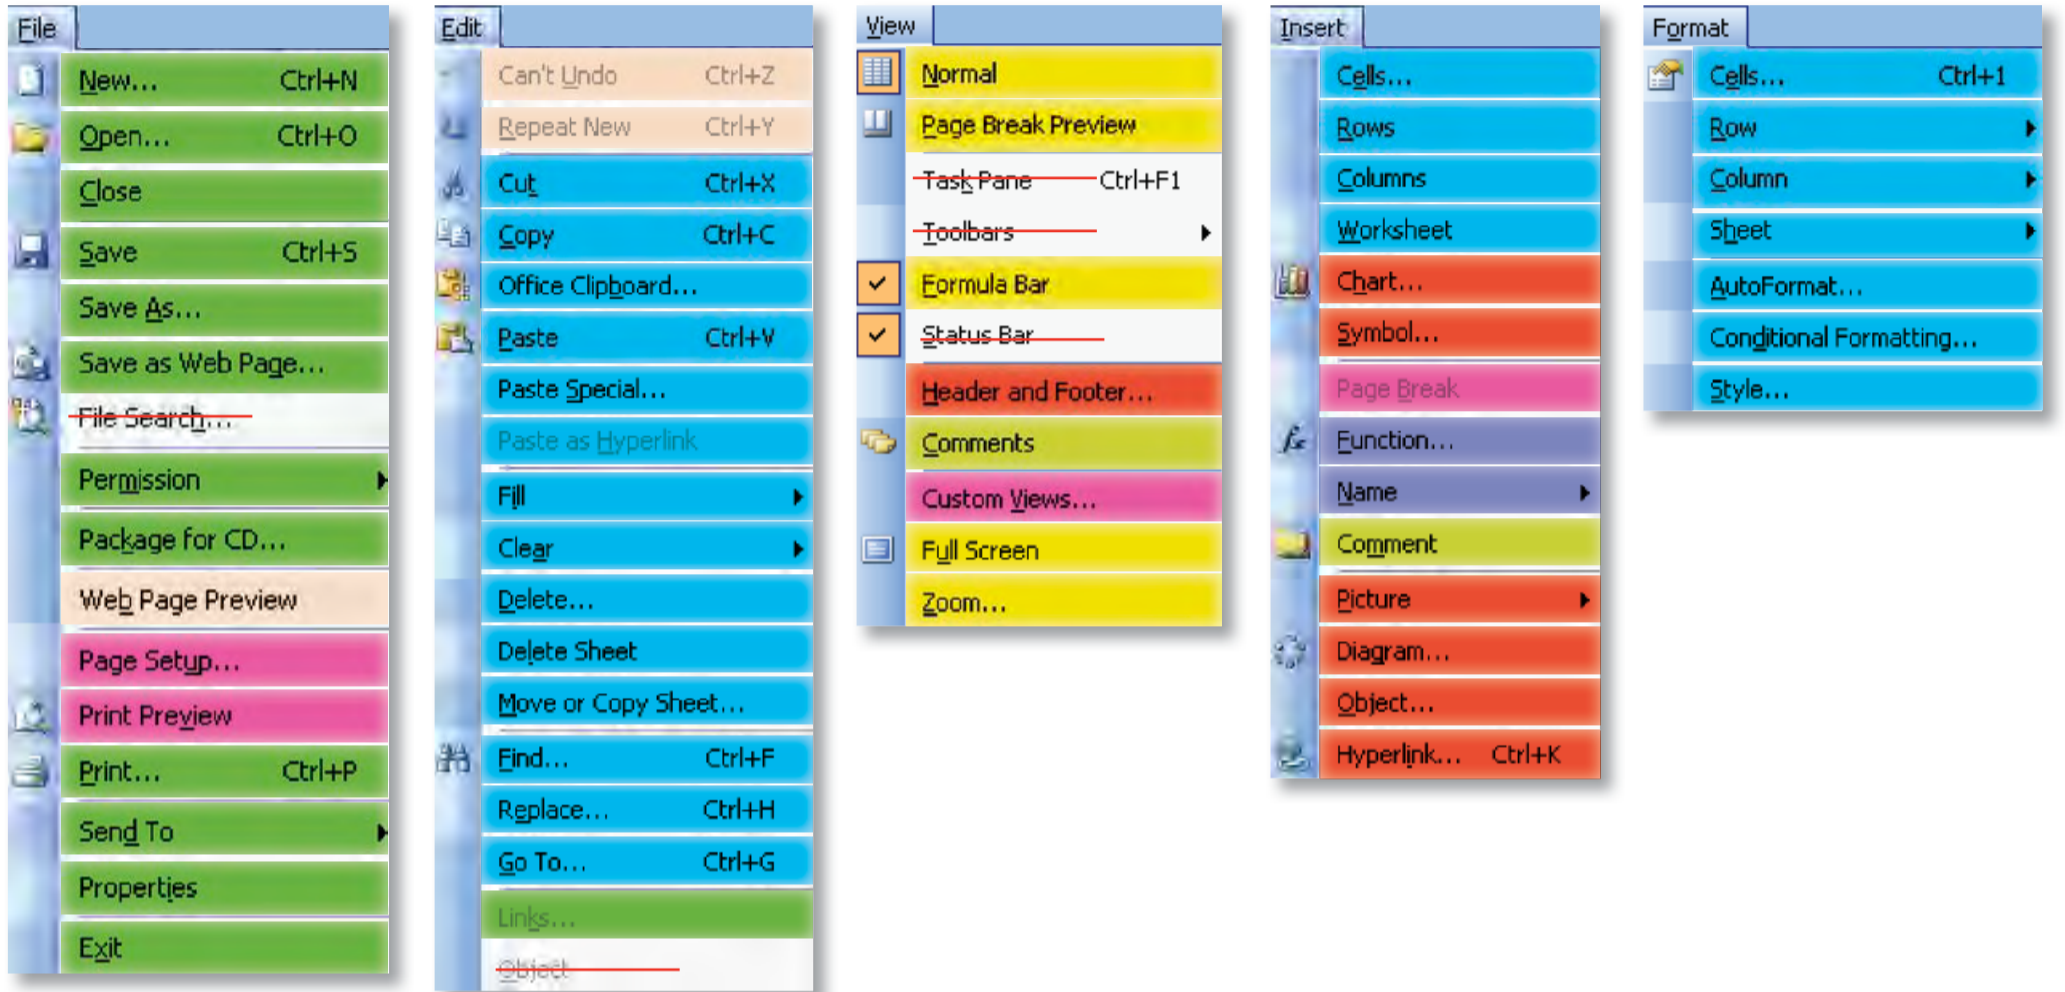 File
New... Ctrl+N
Open... Ctrl+O
Close
Save Ctrl+S
Save As...
Save as Web Page...
File Search...
Permission
Package for CD...
Web Page Preview
Page Setup...
Print Preview
Print... Ctrl+P
Send To
Properties
Exit
Edit
Can't Undo Ctrl+Z
Repeat New Ctrl+Y
Cut Ctrl+X
Copy Ctrl+C
Office Clipboard...
Paste Ctrl+V
Paste Special...
Paste as Hyperlink
Fill
Clear
Delete...
Delete Sheet
Move or Copy Sheet...
Find... Ctrl+F
Replace... Ctrl+H
Go To... Ctrl+G
Links...
Object
View
Normal
Page Break Preview
Task Pane Ctrl+F1
Toolbars
Formula Bar
Status Bar
Header and Footer...
Comments
Custom Views...
Full Screen
Zoom...
Insert
Cells...
Rows
Columns
Worksheet
Chart...
Symbol...
Page Break
Function...
Name
Comment
Picture
Diagram...
Object...
Hyperlink... Ctrl+K
Format
Cells... Ctrl+1
Row
Column
Sheet
AutoFormat...
Conditional Formatting...
Style...